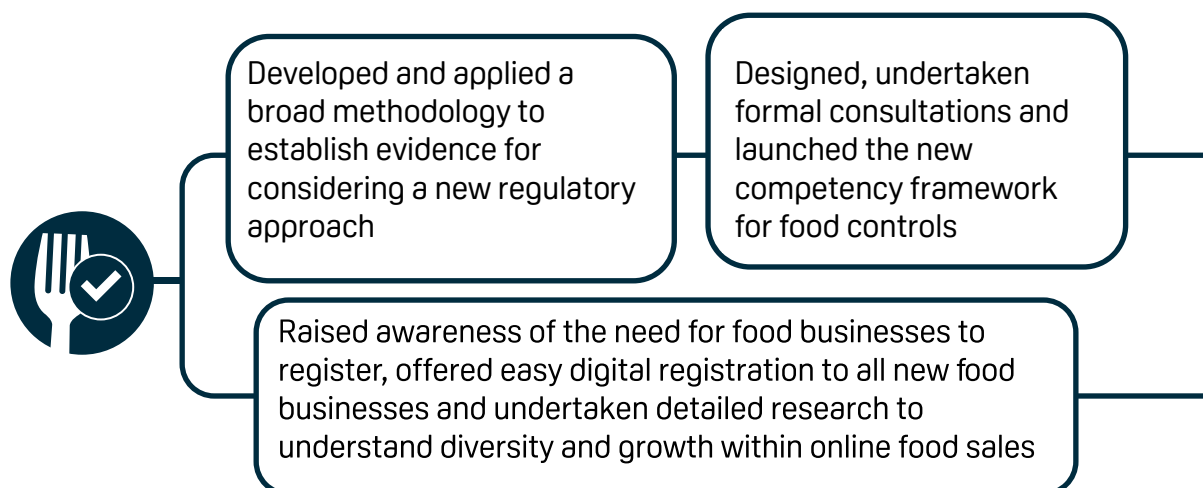 Developed and applied a
broad methodology to
establish evidence for
considering a new regulatory
approach
Designed, undertaken
formal consultations and
launched the new
competency framework
for food controls
Raised awareness of the need for food businesses to
register, offered easy digital registration to all new food
businesses and undertaken detailed research to
understand diversity and growth within online food sales